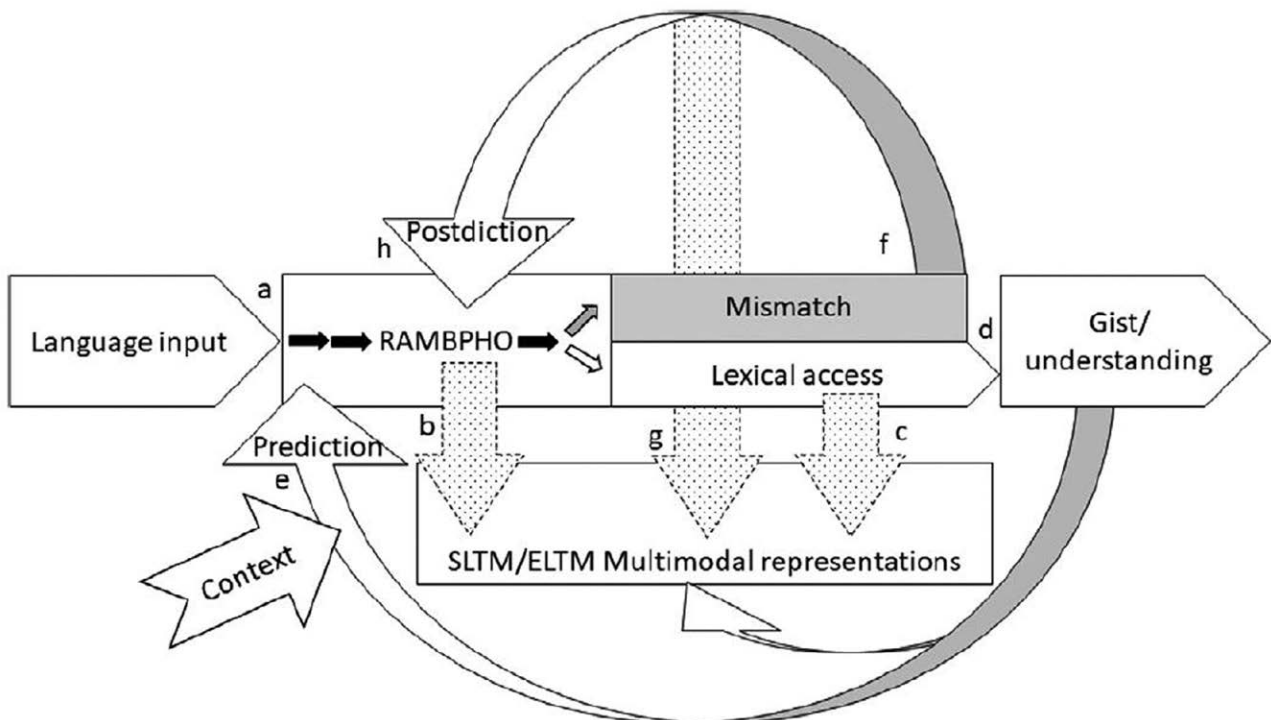 Postdiction
h
f
a
Language input
RAMBPHO
Mismatch
Lexical access
d
Gist/
understanding
b
g
c
Prediction
e
Context
SLTM/ELTM Multimodal representations